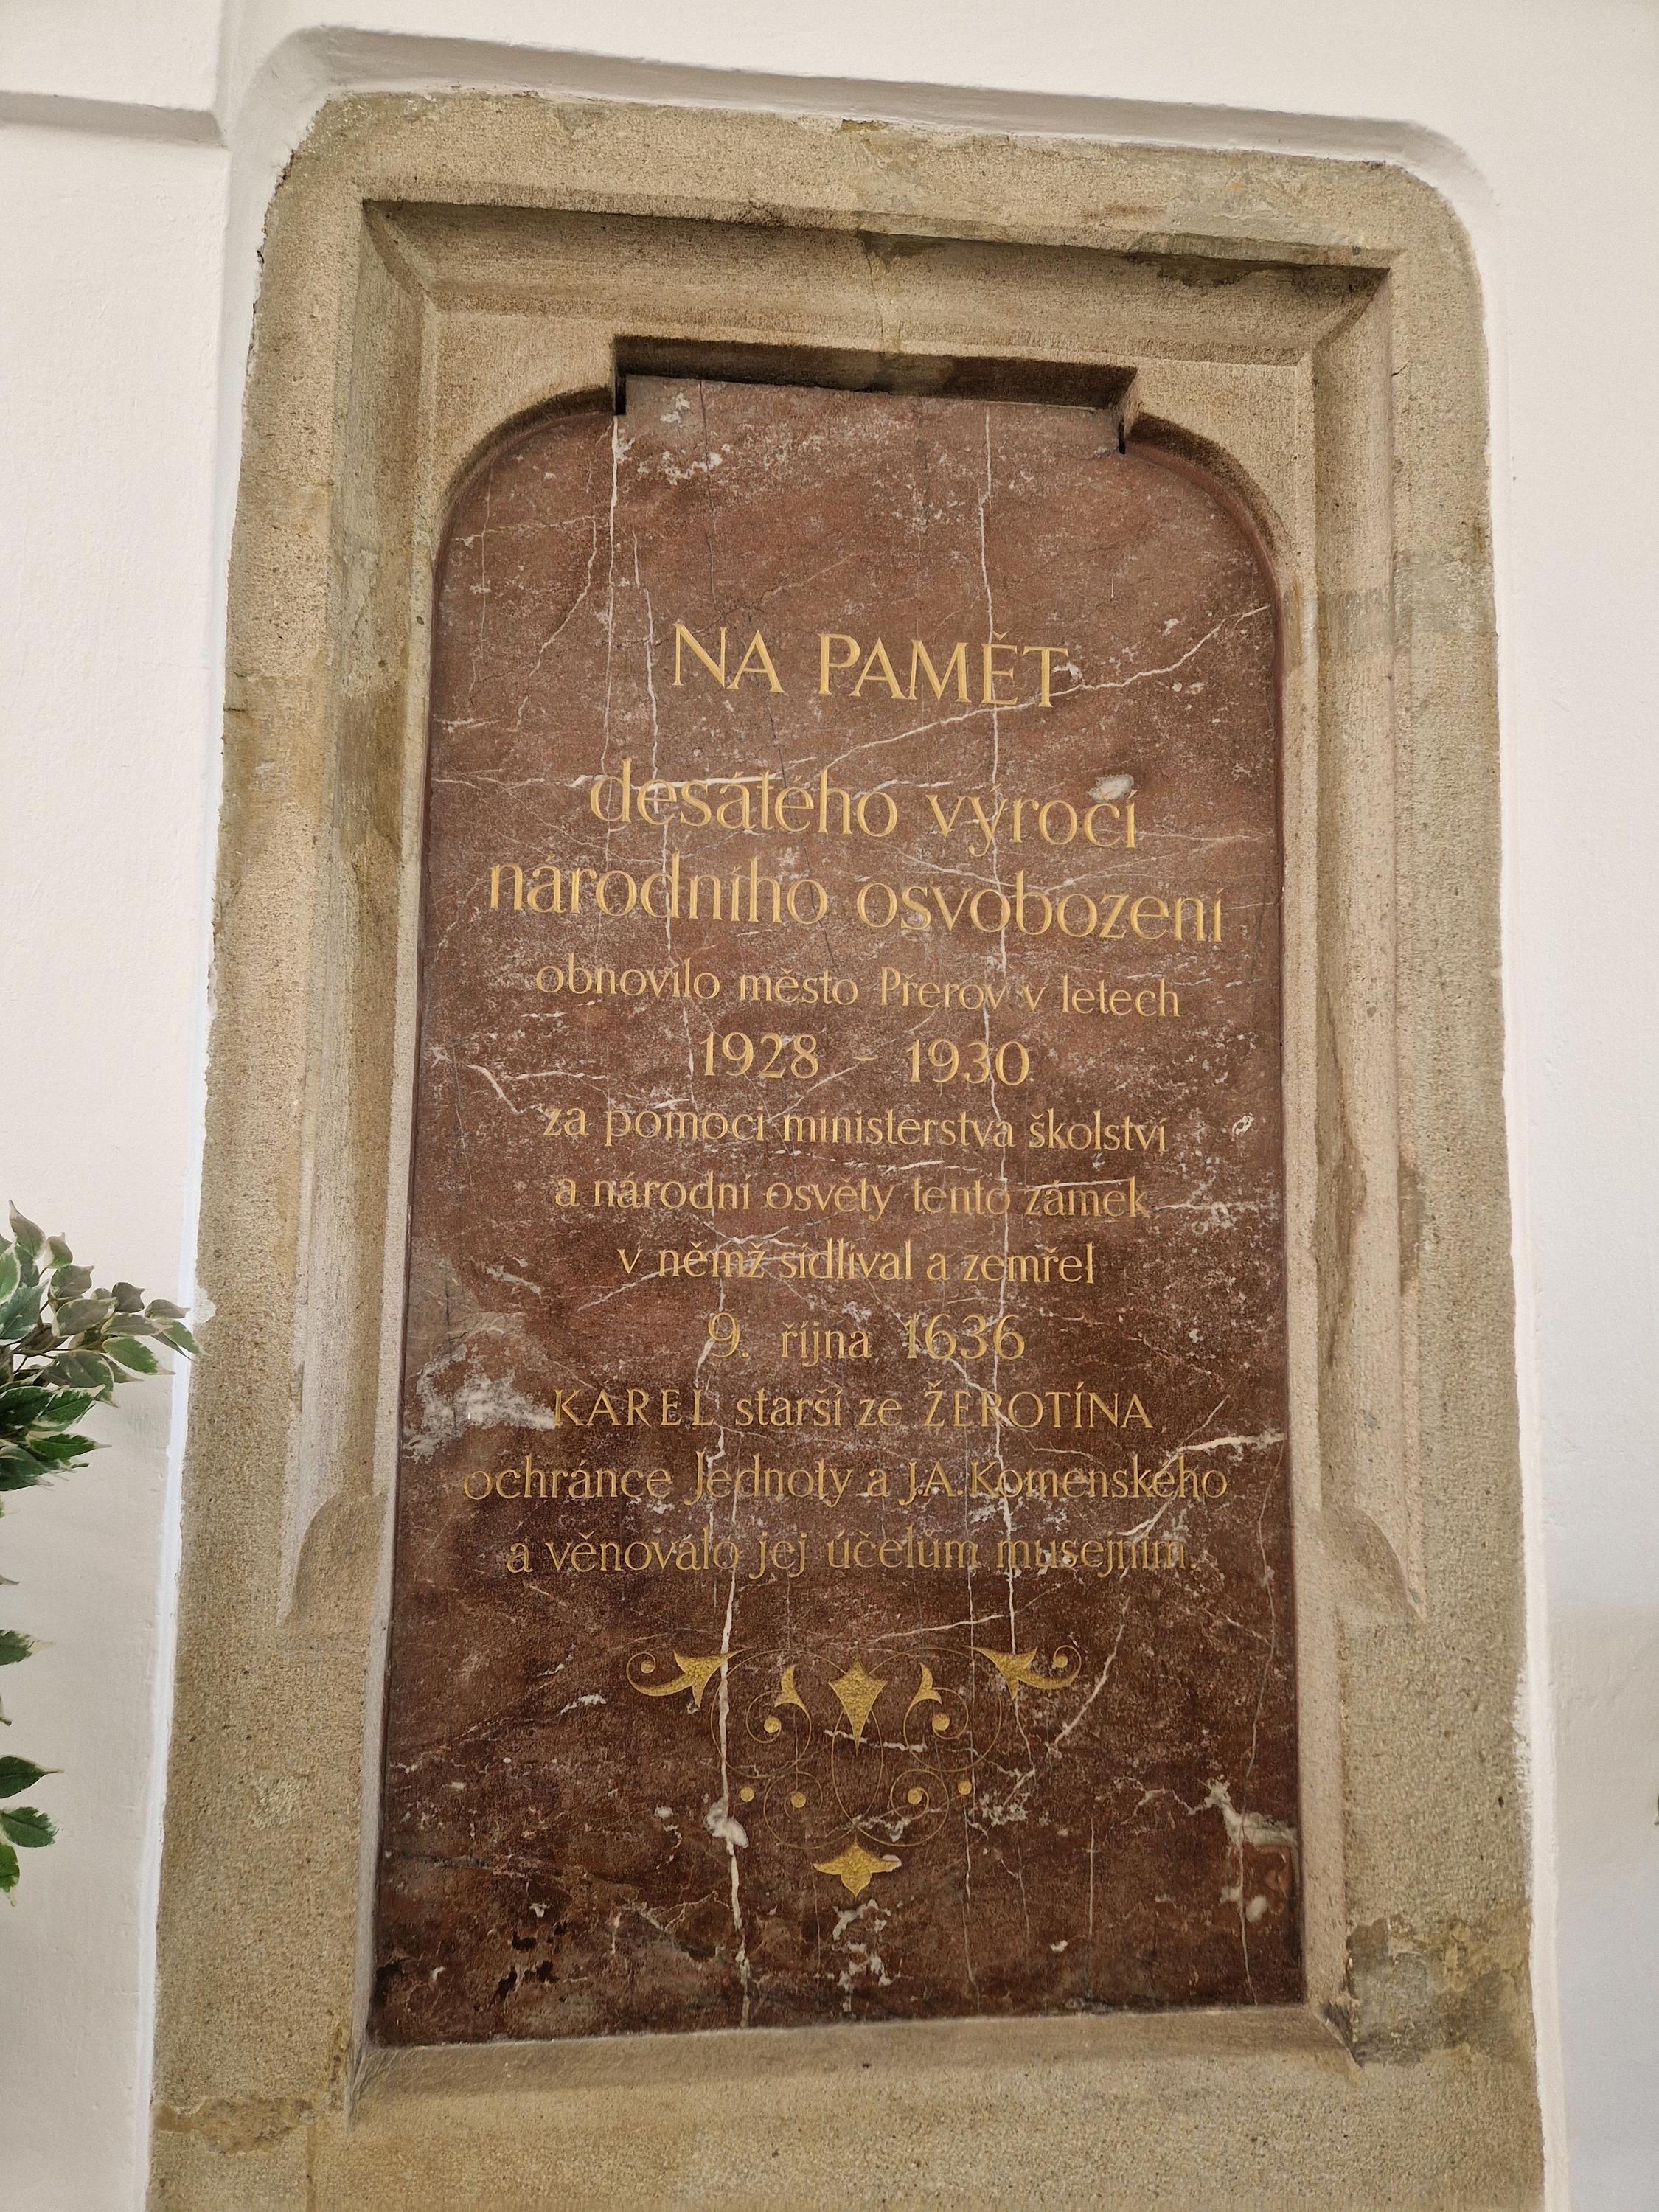 NA PAMĚT
desátého výročí
národního osvobození
obnovilo město Přerov v letech
1928 - 1930
za pomoci ministerstva školství
a národní osvěty tento zámek
v němž sídlíval a zemřel
9. října 1636
KAREL starší ze ŽEROTÍNA
ochránce Jednoty a J.A.Komenského
a věnovalo jej účelům musejním.